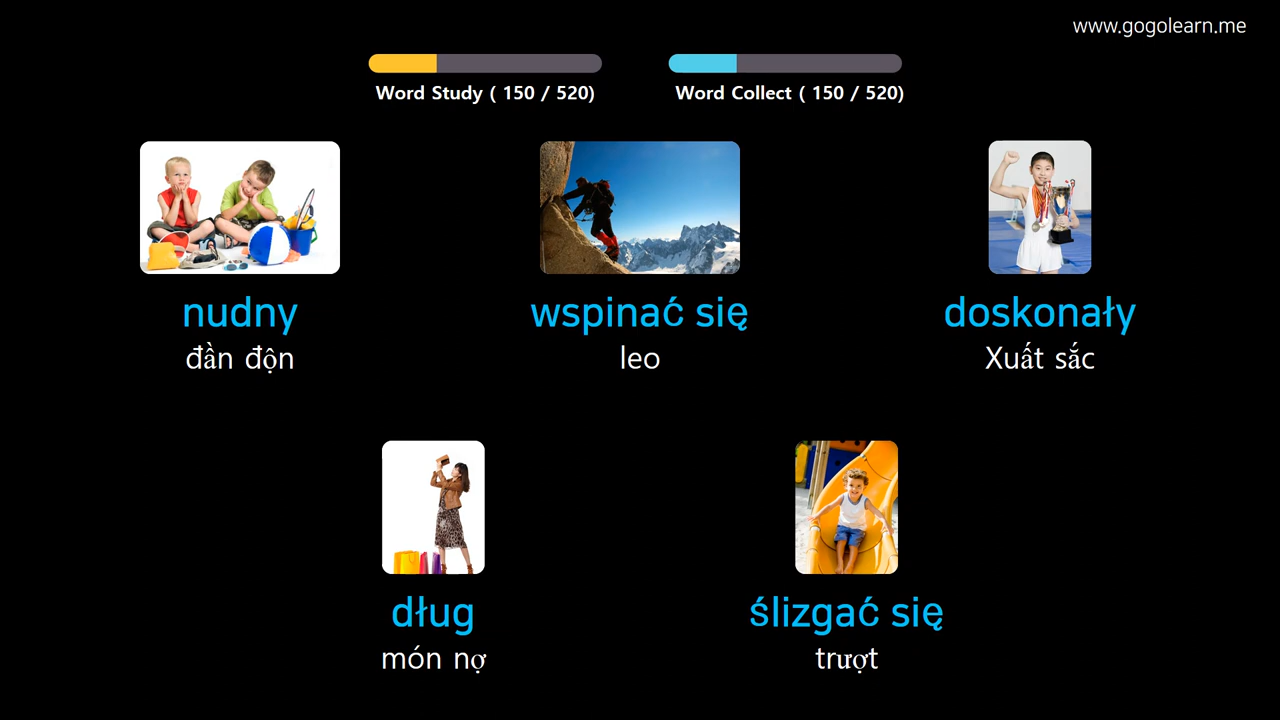 www.gogolearn.me
Word Study ( 150 / 520)
Word Collect ( 150 / 520)
nudny
đần độn
wspinać się
leo
doskonały
Xuất sắc
dług
món nợ
ślizgać się
trượt